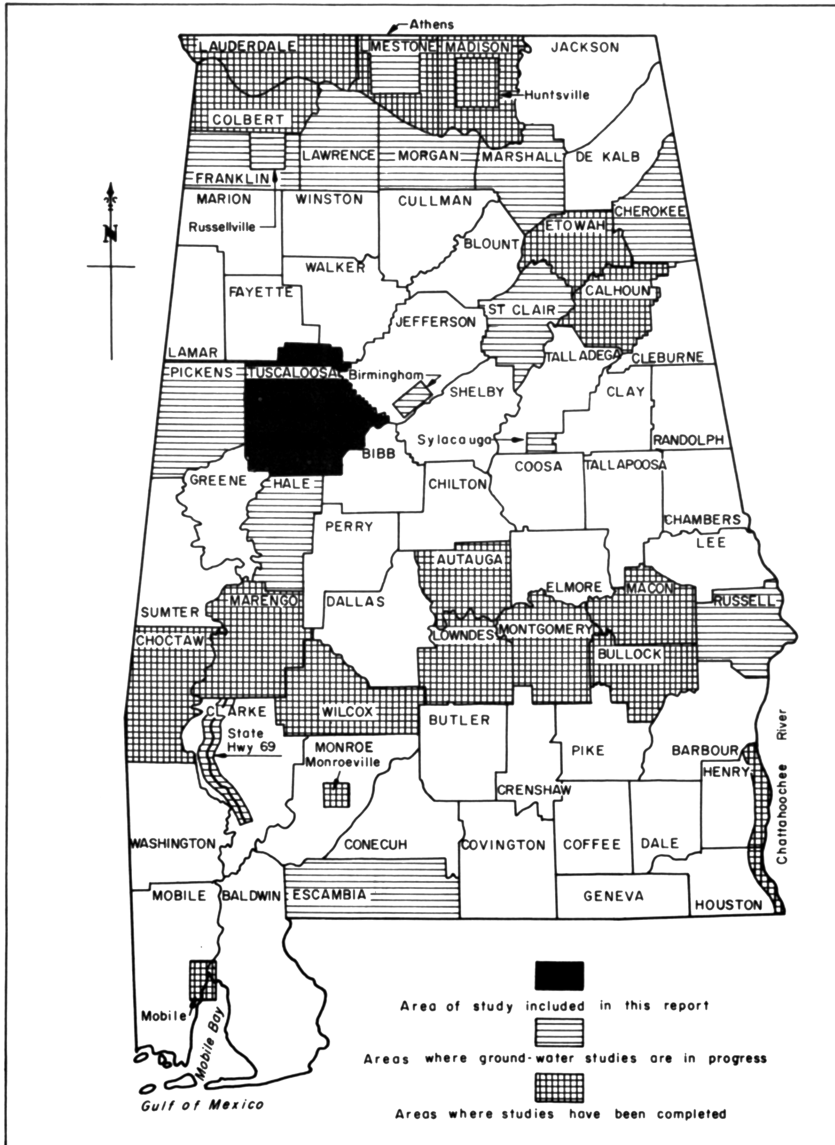 Athens
LAUDERDALE
LIMESTONE
MADISON
JACKSON
Huntsville
COLBERT
LAWRENCE
MORGAN
MARSHALL
DE KALB
FRANKLIN
MARION
WINSTON
CULLMAN
CHEROKEE
ETOWAH
Russellville
N
BLOUNT
WALKER
CALHOUN
FAYETTE
ST CLAIR
JEFFERSON
LAMAR
TALLADEGA
CLEBURNE
PICKENS
TUSCALOOSA
Birmingham
SHELBY
CLAY
Sylacauga
RANDOLPH
BIBB
COOSA
TALLAPOOSA
GREENE
HALE
CHILTON
PERRY
CHAMBERS
LEE
AUTAUGA
ELMORE
MACON
RUSSELL
SUMTER
MARENGO
DALLAS
CHOCTAW
LOWNDES
MONTGOMERY
BULLOCK
CLARKE
WILCOX
BUTLER
State
Hwy 69
MONROE
Monroeville
PIKE
BARBOUR
HENRY
Chattahoochee River
CRENSHAW
WASHINGTON
CONECUH
COVINGTON
COFFEE
DALE
MOBILE
BALDWIN
ESCAMBIA
GENEVA
HOUSTON
Area of study included in this report
Mobile
Mobile Bay
Areas where ground-water studies are in progress
Gulf of Mexico
Areas where studies have been completed